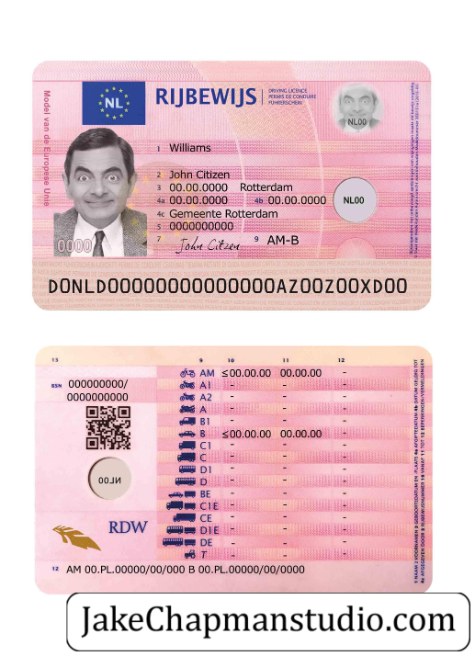 NL
RIJBEWIJS
DRIVING LICENCE
PERMIS DE CONDUIRE
FÜHRERSCHEIN
Model van de Europese Unie
NL00
1 Williams
2 John Citizen
3 00.00.0000 Rotterdam
4a 00.00.0000 4b 00.00.0000
NL00
4c Gemeente Rotterdam
5 0000000000
7 John Citzen 9 AM-B
0000
D0NLD000000000000000AZ00Z00XD00
13 9 10 11 12
BSN 000000000/
0000000000
AM ≤00.00.00 00.00.00 -
A1 - - -
A2 - - -
A - - -
B1 - - -
B ≤00.00.00 00.00.00 -
C1 - - -
C - - -
D1 - - -
D - - -
BE - - -
C1E - - -
CE - - -
D1E - - -
DE - - -
T - - -
NL00
RDW
12 AM 00.PL.00000/00/000 B 00.PL.00000/00/0000
JakeChapmanstudio.com